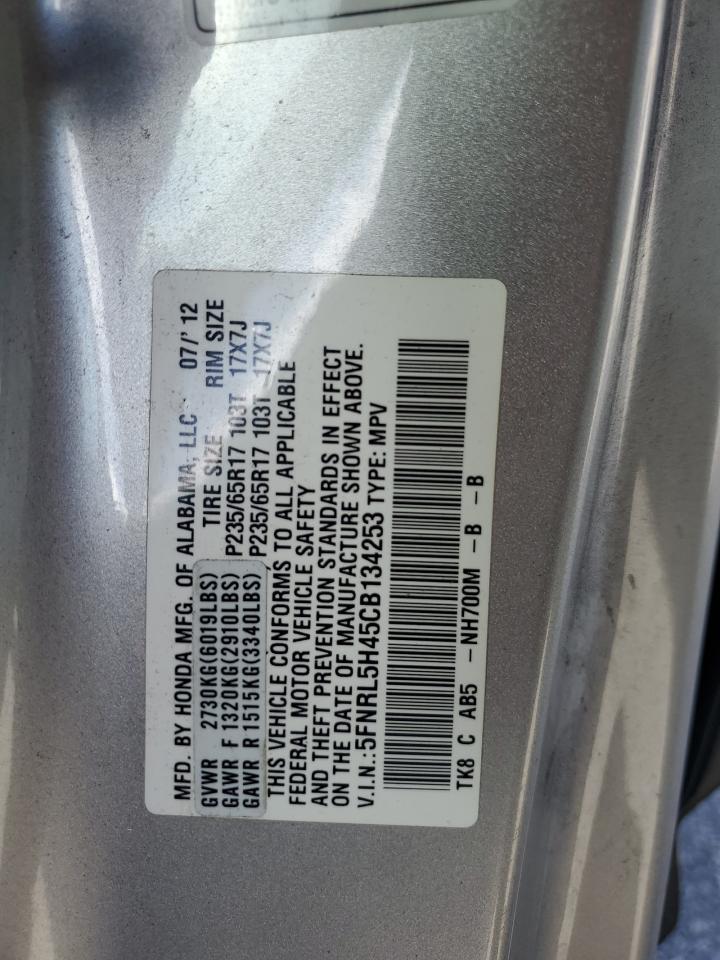 MFD. BY HONDA MFG. OF ALABAMA, LLC 07/'12
TIRE SIZE RIM SIZE
GVWR 2730KG(6019LBS)
GAWR F 1320KG(2910LBS) P235/65R17 103T 17X7J
GAWR R 1515KG(3340LBS) P235/65R17 103T 17X7J
THIS VEHICLE CONFORMS TO ALL APPLICABLE
FEDERAL MOTOR VEHICLE SAFETY
AND THEFT PREVENTION STANDARDS IN EFFECT
ON THE DATE OF MANUFACTURE SHOWN ABOVE.
V.I.N.:5FNRL5H45CB134253 TYPE: MPV
TK8 C AB5 -NH700M -B -B